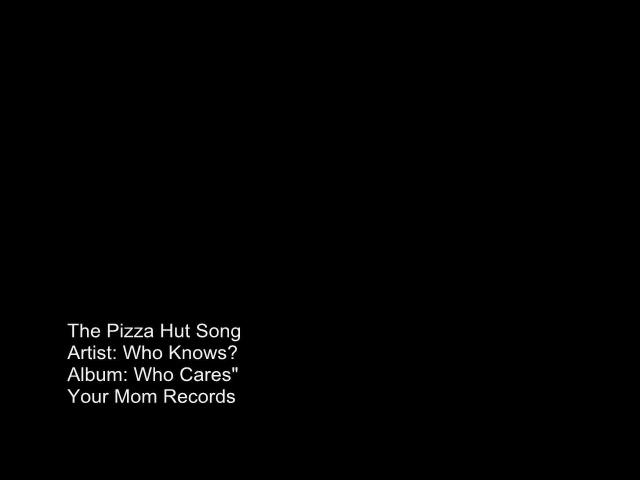 The Pizza Hut Song
Artist: Who Knows?
Album: Who Cares"
Your Mom Records